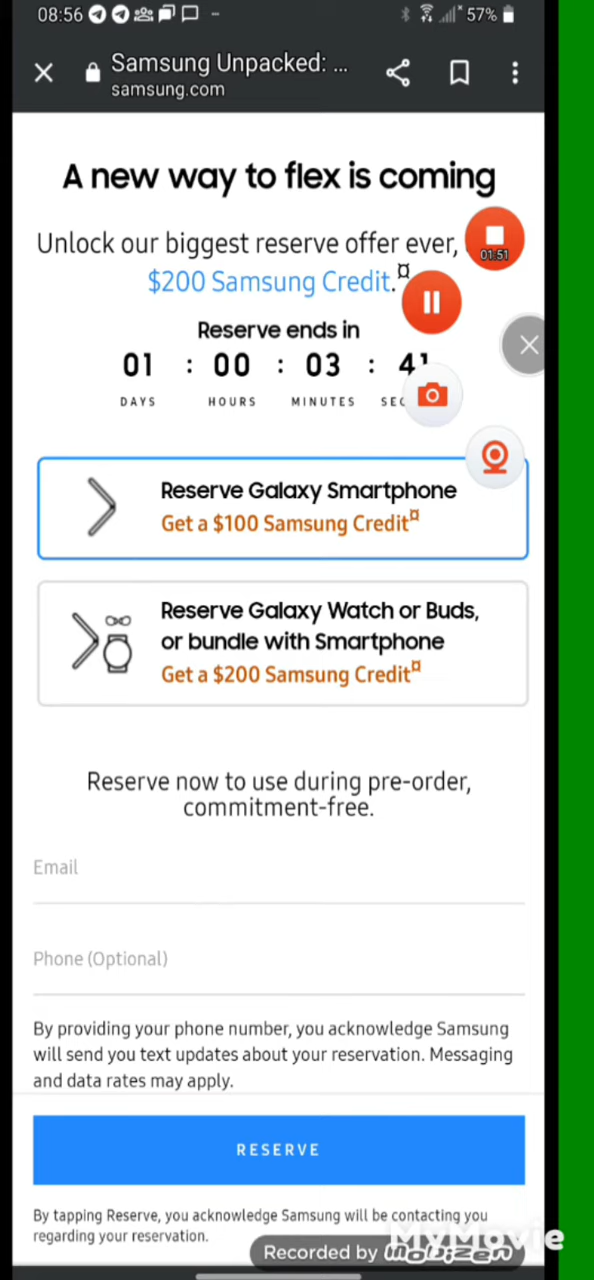 08:56
57%
Samsung Unpacked: ...
samsung.com
A new way to flex is coming
Unlock our biggest reserve offer ever,
$200 Samsung Credit.¤
01:51
Reserve ends in
01 : 00 : 03 : 41
DAYS HOURS MINUTES SEC
Reserve Galaxy Smartphone
Get a $100 Samsung Credit¤
Reserve Galaxy Watch or Buds,
or bundle with Smartphone
Get a $200 Samsung Credit¤
Reserve now to use during pre-order,
commitment-free.
Email
Phone (Optional)
By providing your phone number, you acknowledge Samsung
will send you text updates about your reservation. Messaging
and data rates may apply.
RESERVE
By tapping Reserve, you acknowledge Samsung will be contacting you
regarding your reservation.
MyMovie
Recorded by mobizen